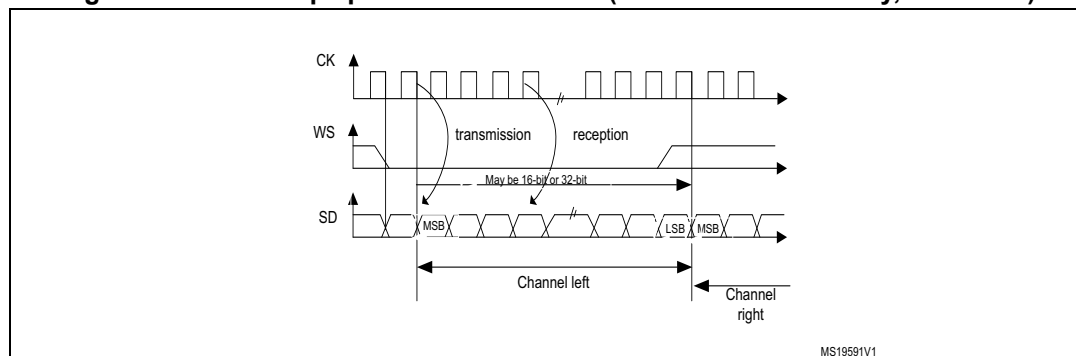 CK
WS
transmission
reception
May be 16-bit or 32-bit
SD
MSB
LSB
MSB
Channel left
Channel
right
MS19591V1